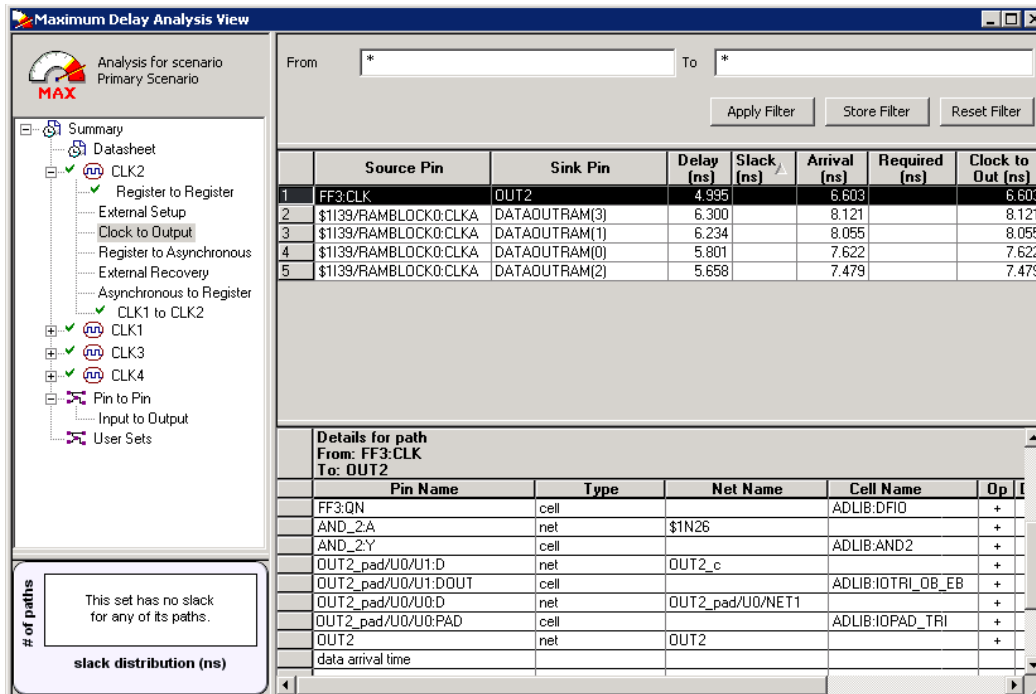 Maximum Delay Analysis View
MAX
Analysis for scenario
Primary Scenario
Summary
Datasheet
CLK2
Register to Register
External Setup
Clock to Output
Register to Asynchronous
External Recovery
Asynchronous to Register
CLK1 to CLK2
CLK1
CLK3
CLK4
Pin to Pin
Input to Output
User Sets
# of paths
This set has no slack
for any of its paths.
slack distribution (ns)
From * To *
Apply Filter Store Filter Reset Filter
Source Pin Sink Pin Delay (ns) Slack (ns) Arrival (ns) Required (ns) Clock to Out (ns)
1 FF3:CLK OUT2 4.995 6.603 6.603
2 $1I39/RAMBLOCK0:CLKA DATAOUTRAM(3) 6.300 8.121 8.121
3 $1I39/RAMBLOCK0:CLKA DATAOUTRAM(1) 6.234 8.055 8.055
4 $1I39/RAMBLOCK0:CLKA DATAOUTRAM(0) 5.801 7.622 7.622
5 $1I39/RAMBLOCK0:CLKA DATAOUTRAM(2) 5.658 7.479 7.479
Details for path
From: FF3:CLK
To: OUT2
Pin Name Type Net Name Cell Name Op
FF3:QN cell ADLIB:DFI0 +
AND_2:A net $1N26 +
AND_2:Y cell ADLIB:AND2 +
OUT2_pad/U0/U1:D net OUT2_c +
OUT2_pad/U0/U1:DOUT cell ADLIB:IOTRI_OB_EB +
OUT2_pad/U0/U0:D net OUT2_pad/U0/NET1 +
OUT2_pad/U0/U0:PAD cell ADLIB:IOPAD_TRI +
OUT2 net OUT2 +
data arrival time